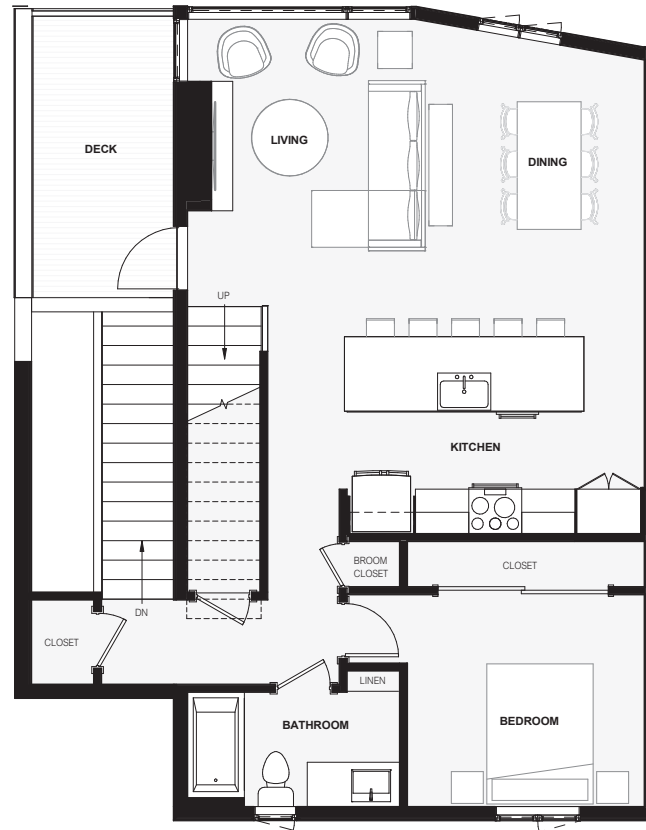 DECK
LIVING
DINING
UP
KITCHEN
BROOM
CLOSET
CLOSET
DN
CLOSET
LINEN
BATHROOM
BEDROOM